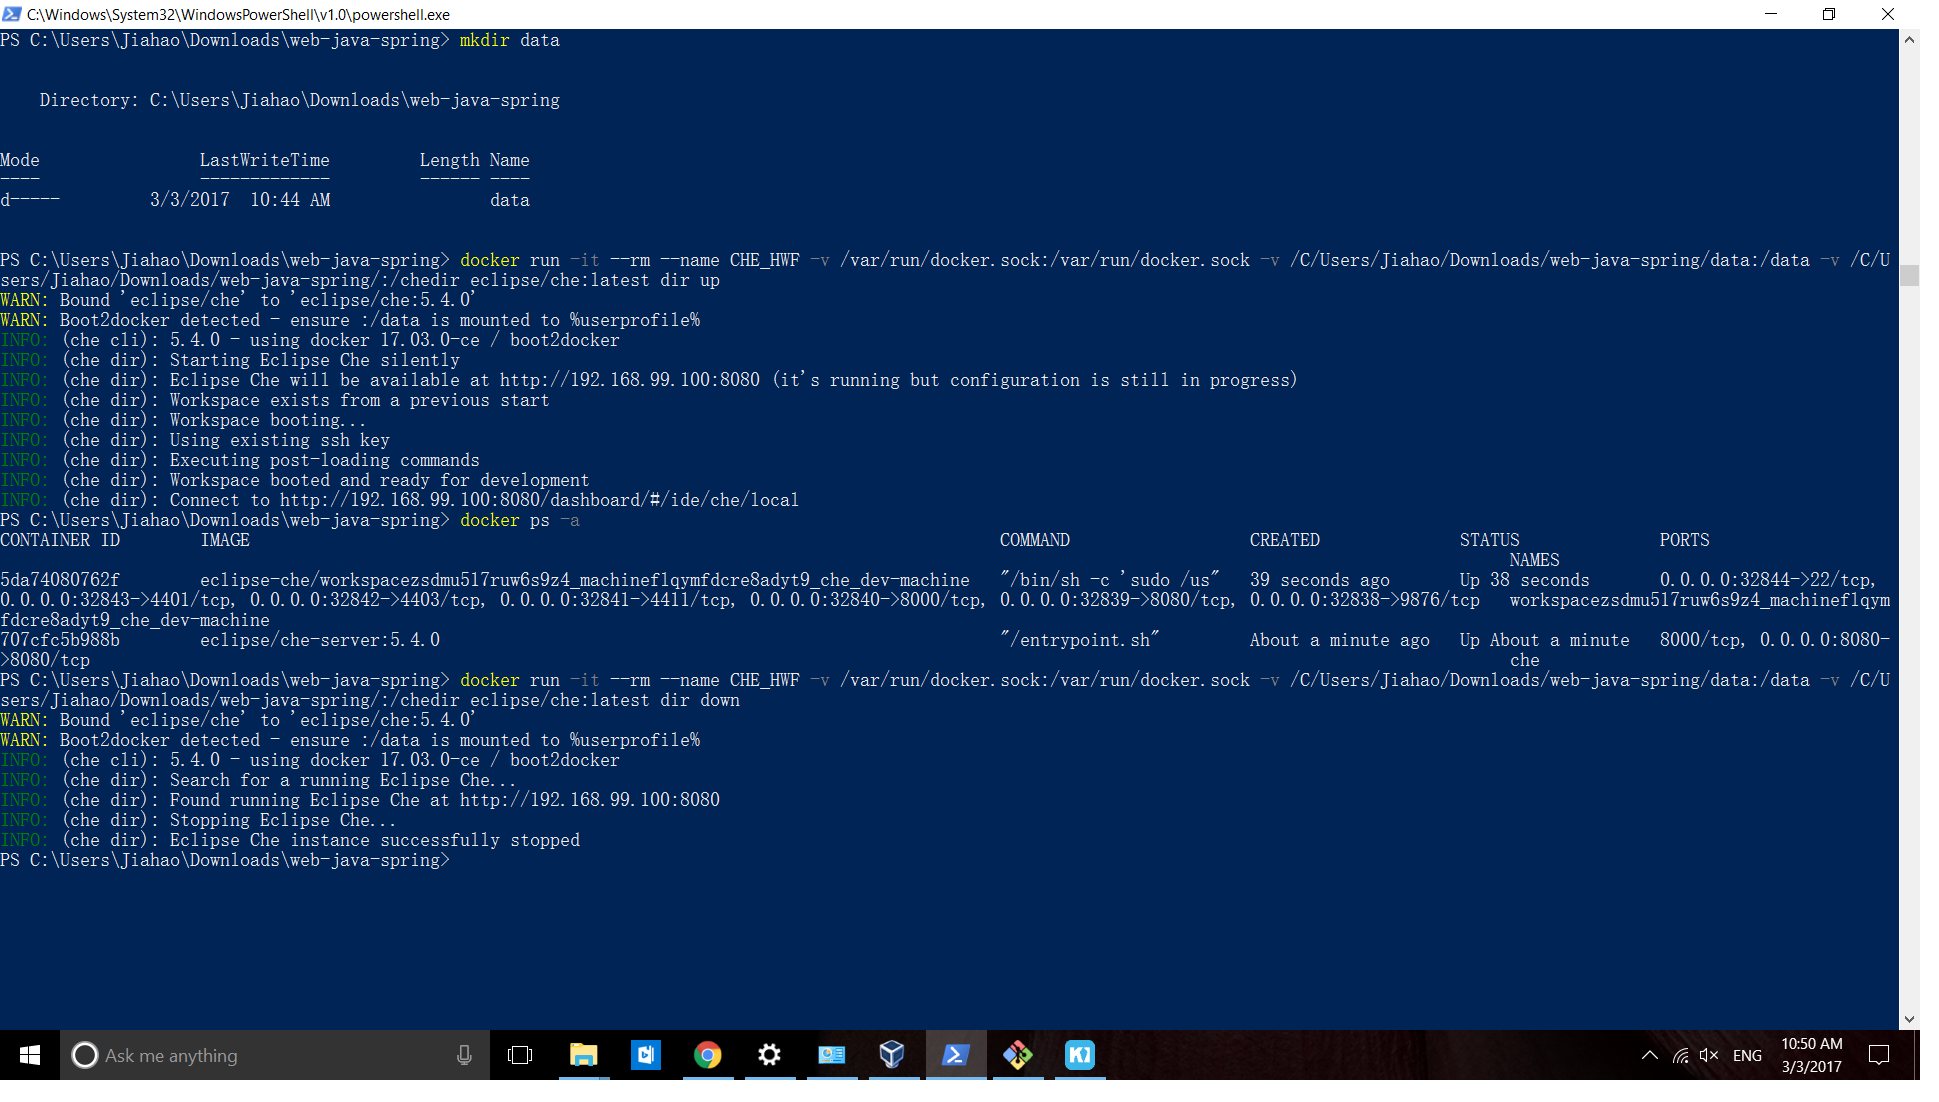 C:\Windows\System32\WindowsPowerShell\v1.0\powershell.exe
PS C:\Users\Jiahao\Downloads\web-java-spring> mkdir data
Directory: C:\Users\Jiahao\Downloads\web-java-spring
Mode LastWriteTime Length Name
---- ------------- ------ ----
d----- 3/3/2017 10:44 AM data
PS C:\Users\Jiahao\Downloads\web-java-spring> docker run -it --rm --name CHE_HWF -v /var/run/docker.sock:/var/run/docker.sock -v /C/Users/Jiahao/Downloads/web-java-spring/data:/data -v /C/U
sers/Jiahao/Downloads/web-java-spring/:/chedir eclipse/che:latest dir up
WARN: Bound 'eclipse/che' to 'eclipse/che:5.4.0'
WARN: Boot2docker detected - ensure :/data is mounted to %userprofile%
INFO: (che cli): 5.4.0 - using docker 17.03.0-ce / boot2docker
INFO: (che dir): Starting Eclipse Che silently
INFO: (che dir): Eclipse Che will be available at http://192.168.99.100:8080 (it's running but configuration is still in progress)
INFO: (che dir): Workspace exists from a previous start
INFO: (che dir): Workspace booting...
INFO: (che dir): Using existing ssh key
INFO: (che dir): Executing post-loading commands
INFO: (che dir): Workspace booted and ready for development
INFO: (che dir): Connect to http://192.168.99.100:8080/dashboard/#/ide/che/local
PS C:\Users\Jiahao\Downloads\web-java-spring> docker ps -a
CONTAINER ID IMAGE COMMAND CREATED STATUS PORTS
NAMES
5da74080762f eclipse-che/workspacezsdmu5l7ruw6s9z4_machineflqymfdcre8adyt9_che_dev-machine "/bin/sh -c 'sudo /us" 39 seconds ago Up 38 seconds 0.0.0.0:32844->22/tcp,
0.0.0.0:32843->4401/tcp, 0.0.0.0:32842->4403/tcp, 0.0.0.0:32841->4411/tcp, 0.0.0.0:32840->8000/tcp, 0.0.0.0:32839->8080/tcp, 0.0.0.0:32838->9876/tcp workspacezsdmu5l7ruw6s9z4_machineflqym
fdcre8adyt9_che_dev-machine
707cfc5b988b eclipse/che-server:5.4.0 "/entrypoint.sh" About a minute ago Up About a minute 8000/tcp, 0.0.0.0:8080-
>8080/tcp che
PS C:\Users\Jiahao\Downloads\web-java-spring> docker run -it --rm --name CHE_HWF -v /var/run/docker.sock:/var/run/docker.sock -v /C/Users/Jiahao/Downloads/web-java-spring/data:/data -v /C/U
sers/Jiahao/Downloads/web-java-spring/:/chedir eclipse/che:latest dir down
WARN: Bound 'eclipse/che' to 'eclipse/che:5.4.0'
WARN: Boot2docker detected - ensure :/data is mounted to %userprofile%
INFO: (che cli): 5.4.0 - using docker 17.03.0-ce / boot2docker
INFO: (che dir): Search for a running Eclipse Che...
INFO: (che dir): Found running Eclipse Che at http://192.168.99.100:8080
INFO: (che dir): Stopping Eclipse Che...
INFO: (che dir): Eclipse Che instance successfully stopped
PS C:\Users\Jiahao\Downloads\web-java-spring>
Ask me anything
ENG
10:50 AM
3/3/2017